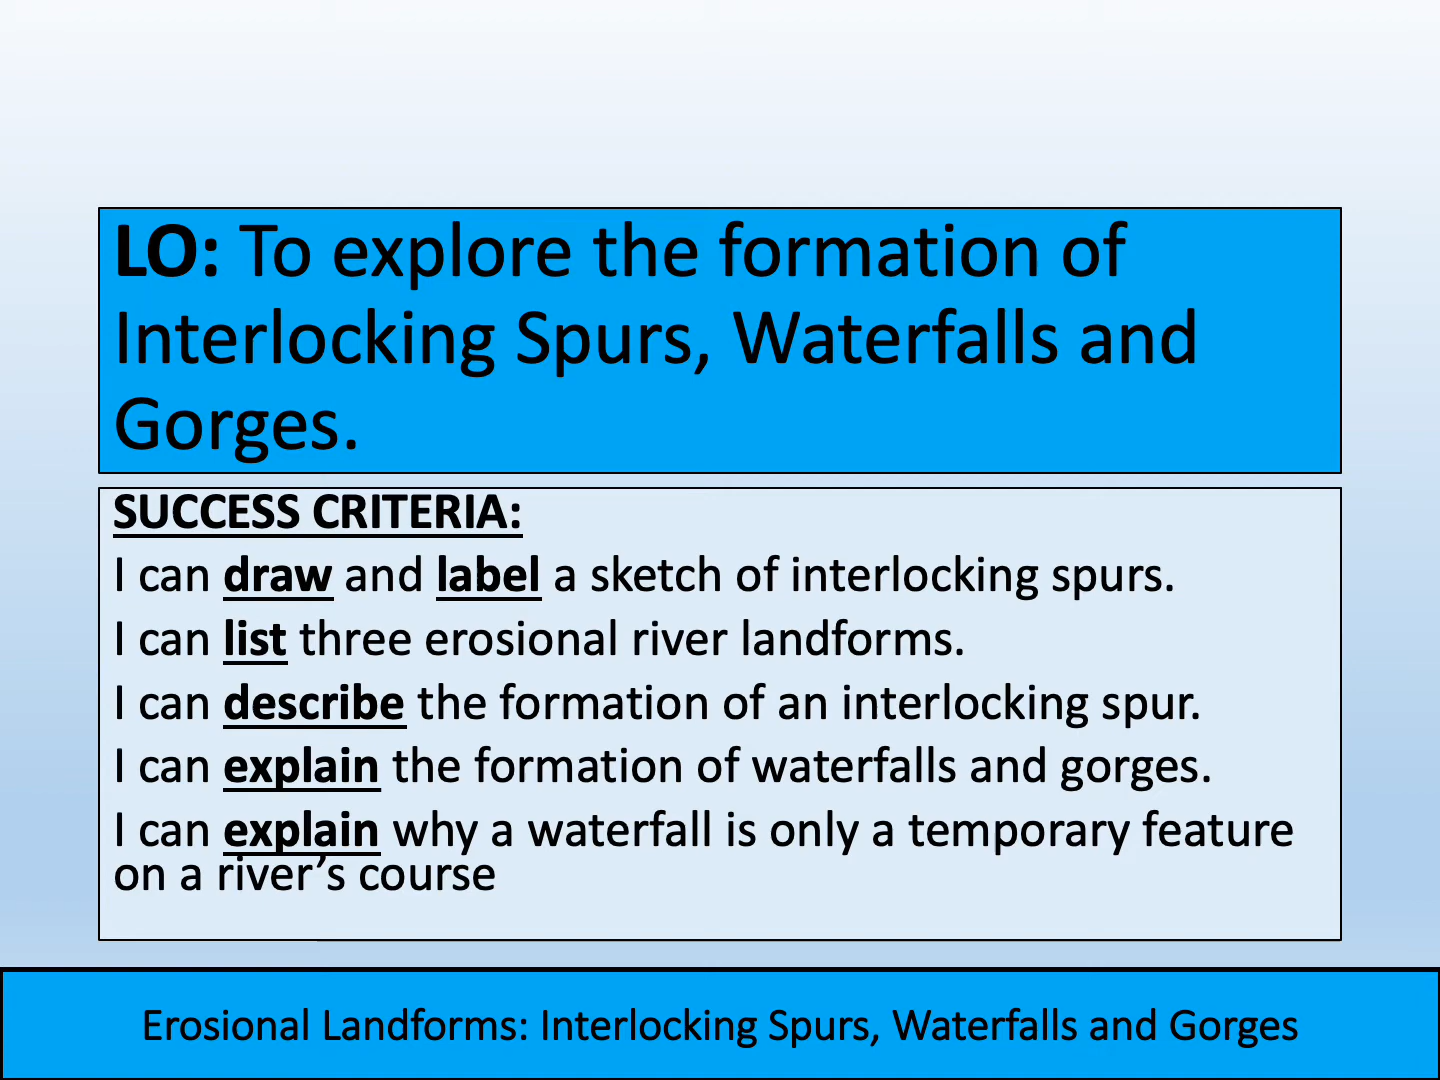 LO: To explore the formation of
Interlocking Spurs, Waterfalls and
Gorges.
SUCCESS CRITERIA:
I can draw and label a sketch of interlocking spurs.
I can list three erosional river landforms.
I can describe the formation of an interlocking spur.
I can explain the formation of waterfalls and gorges.
I can explain why a waterfall is only a temporary feature
on a river’s course
Erosional Landforms: Interlocking Spurs, Waterfalls and Gorges